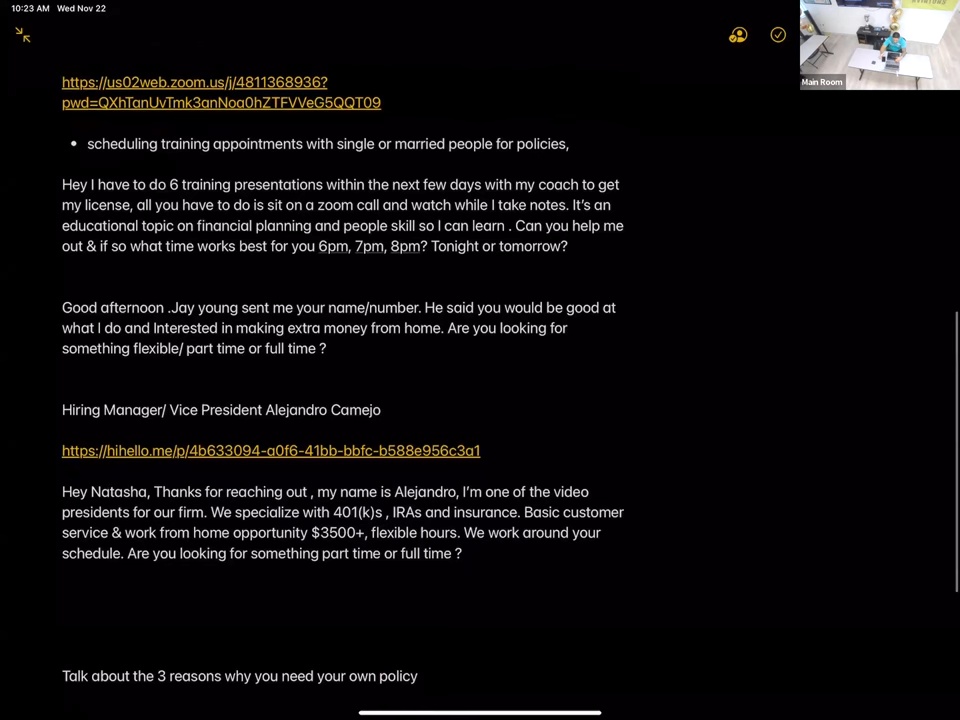 10:23 AM Wed Nov 22
Main Room
https://us02web.zoom.us/j/4811368936?
pwd=QXhTanUvTmk3anNoa0hZTFVVeG5QQT09
• scheduling training appointments with single or married people for policies,
Hey I have to do 6 training presentations within the next few days with my coach to get
my license, all you have to do is sit on a zoom call and watch while I take notes. It's an
educational topic on financial planning and people skill so I can learn . Can you help me
out & if so what time works best for you 6pm, 7pm, 8pm? Tonight or tomorrow?
Good afternoon .Jay young sent me your name/number. He said you would be good at
what I do and Interested in making extra money from home. Are you looking for
something flexible/ part time or full time ?
Hiring Manager/ Vice President Alejandro Camejo
https://hihello.me/p/4b633094-a0f6-41bb-bbfc-b588e956c3a1
Hey Natasha, Thanks for reaching out , my name is Alejandro, I'm one of the video
presidents for our firm. We specialize with 401(k)s , IRAs and insurance. Basic customer
service & work from home opportunity $3500+, flexible hours. We work around your
schedule. Are you looking for something part time or full time ?
Talk about the 3 reasons why you need your own policy